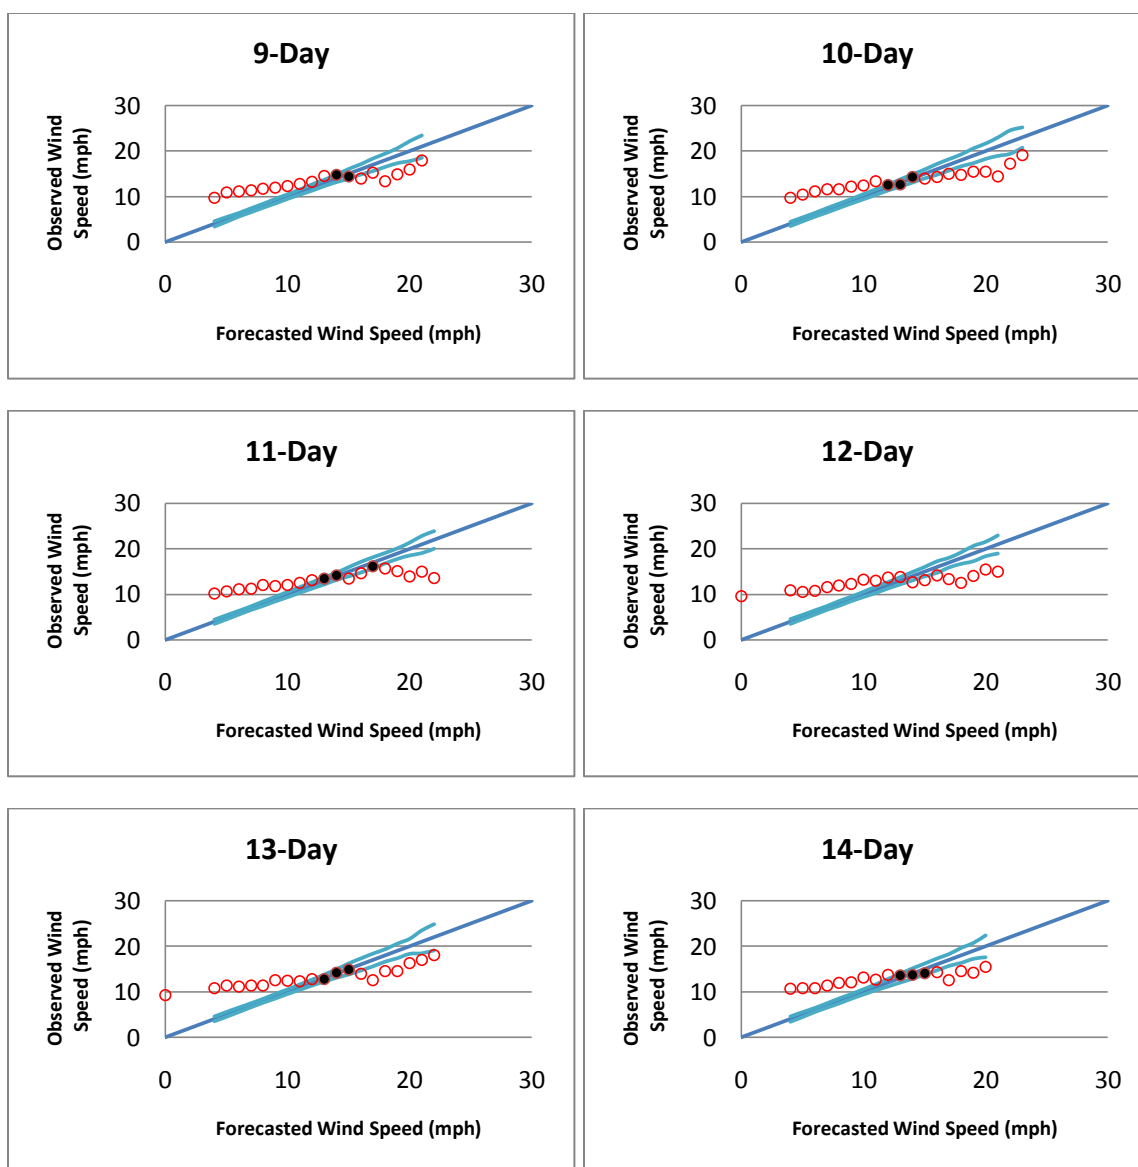 9-Day
Observed Wind
Speed (mph)
30
20
10
0
0 10 20 30
Forecasted Wind Speed (mph)
10-Day
Observed Wind
Speed (mph)
30
20
10
0
0 10 20 30
Forecasted Wind Speed (mph)
11-Day
Observed Wind
Speed (mph)
30
20
10
0
0 10 20 30
Forecasted Wind Speed (mph)
12-Day
Observed Wind
Speed (mph)
30
20
10
0
0 10 20 30
Forecasted Wind Speed (mph)
13-Day
Observed Wind
Speed (mph)
30
20
10
0
0 10 20 30
Forecasted Wind Speed (mph)
14-Day
Observed Wind
Speed (mph)
30
20
10
0
0 10 20 30
Forecasted Wind Speed (mph)